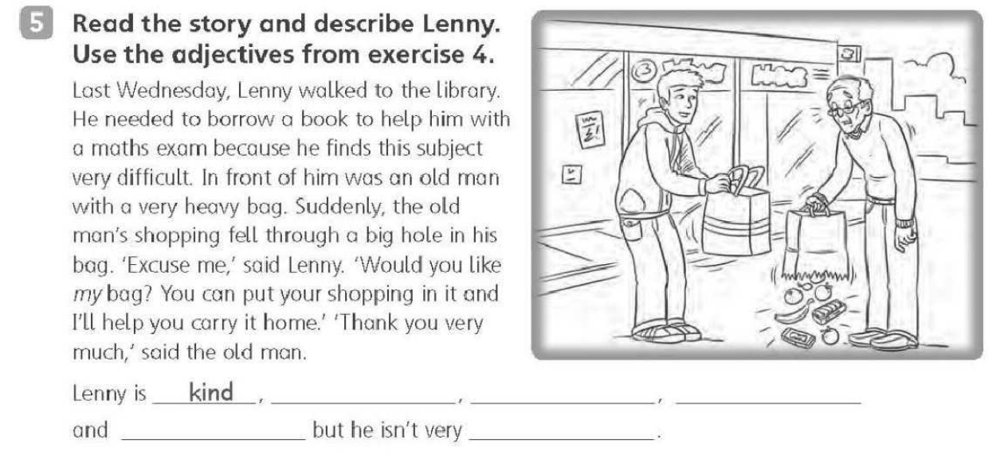 5 Read the story and describe Lenny.
Use the adjectives from exercise 4.
Last Wednesday, Lenny walked to the library.
He needed to borrow a book to help him with
a maths exam because he finds this subject
very difficult. In front of him was an old man
with a very heavy bag. Suddenly, the old
man's shopping fell through a big hole in his
bag. 'Excuse me,' said Lenny. 'Would you like
my bag? You can put your shopping in it and
I'll help you carry it home.' 'Thank you very
much,' said the old man.
Lenny is kind, ____________, ____________, ____________
and ____________ but he isn't very ____________.